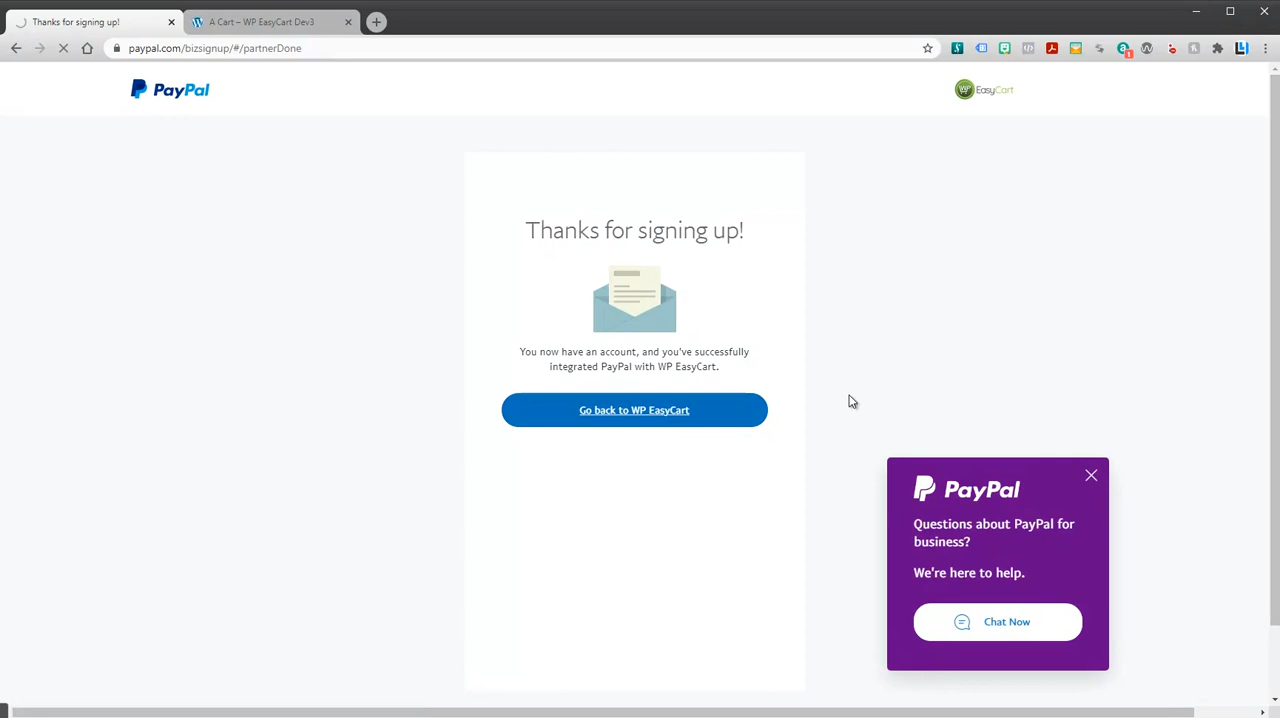 Thanks for signing up!
A Cart – WP EasyCart Dev3
paypal.com/bizsignup/#/partnerDone
1
PayPal
WP EasyCart
Thanks for signing up!
You now have an account, and you've successfully
integrated PayPal with WP EasyCart.
Go back to WP EasyCart
PayPal
Questions about PayPal for
business?
We're here to help.
Chat Now